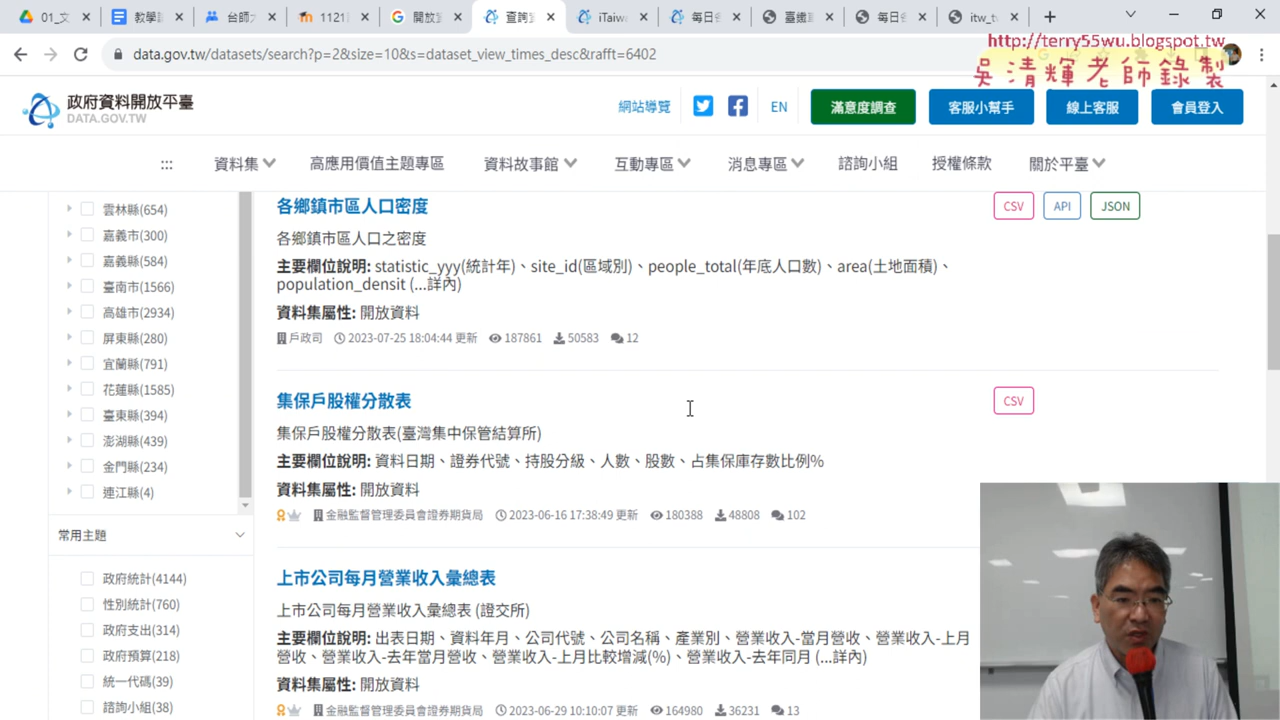 01_文
教學
台師大
1121
開放
查詢
iTaiwa
每日
臺鐵
每日
itw_t
data.gov.tw/datasets/search?p=2&size=10&s=dataset_view_times_desc&rafft=6402
http://terry55wu.blogspot.tw
吳清輝老師錄製
政府資料開放平臺
DATA.GOV.TW
網站導覽
EN
滿意度調查
客服小幫手
線上客服
會員登入
:::
資料集
高應用價值主題專區
資料故事館
互動專區
消息專區
諮詢小組
授權條款
關於平臺
雲林縣(654)
嘉義市(300)
嘉義縣(584)
臺南市(1566)
高雄市(2934)
屏東縣(280)
宜蘭縣(791)
花蓮縣(1585)
臺東縣(394)
澎湖縣(439)
金門縣(234)
連江縣(4)
常用主題
政府統計(4144)
性別統計(760)
政府支出(314)
政府預算(218)
統一代碼(39)
諮詢小組(38)
各鄉鎮市區人口密度
CSV
API
JSON
各鄉鎮市區人口之密度
主要欄位說明: statistic_yyy(統計年)、site_id(區域別)、people_total(年底人口數)、area(土地面積)、
population_densit (...詳內)
資料集屬性: 開放資料
戶政司 2023-07-25 18:04:44 更新 187861 50583 12
集保戶股權分散表
CSV
集保戶股權分散表(臺灣集中保管結算所)
主要欄位說明: 資料日期、證券代號、持股分級、人數、股數、占集保庫存數比例%
資料集屬性: 開放資料
金融監督管理委員會證券期貨局 2023-06-16 17:38:49 更新 180388 48808 102
上市公司每月營業收入彙總表
上市公司每月營業收入彙總表 (證交所)
主要欄位說明: 出表日期、資料年月、公司代號、公司名稱、產業別、營業收入-當月營收、營業收入-上月
營收、營業收入-去年當月營收、營業收入-上月比較增減(%)、營業收入-去年同月 (...詳內)
資料集屬性: 開放資料
金融監督管理委員會證券期貨局 2023-06-29 10:10:07 更新 164980 36231 13